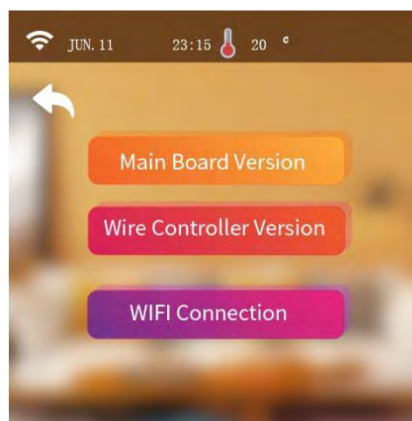 JUN. 11 23:15 20 °
Main Board Version
Wire Controller Version
WIFI Connection